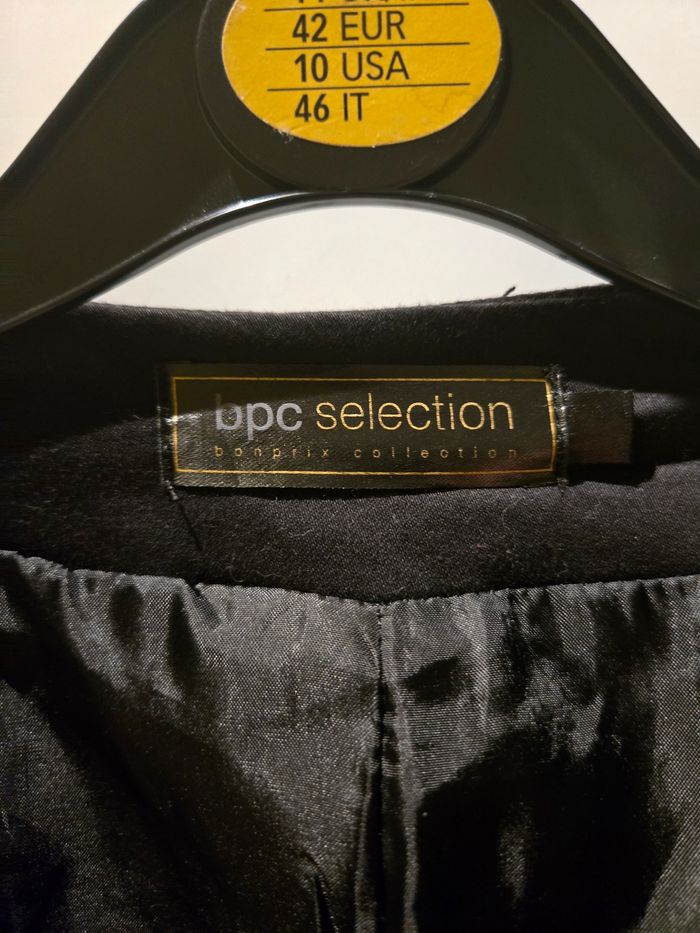 42 EUR
10 USA
46 IT
bpc selection
bonprix collection